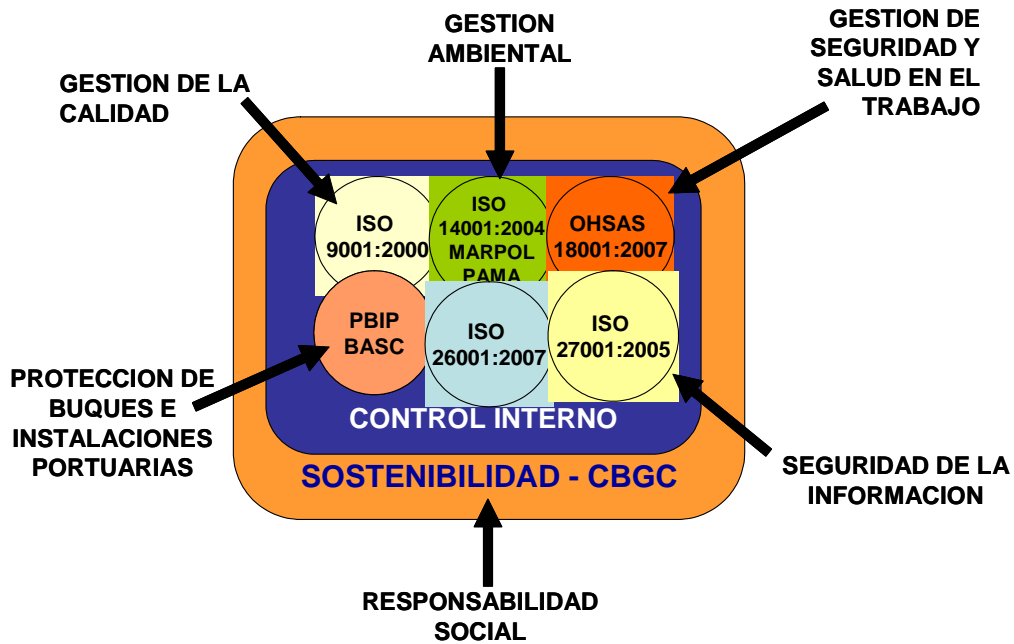 GESTION
AMBIENTAL
GESTION DE
SEGURIDAD Y
SALUD EN EL
TRABAJO
GESTION DE LA
CALIDAD
ISO
9001:2000
ISO
14001:2004
MARPOL
PAMA
OHSAS
18001:2007
PBIP
BASC
ISO
26001:2007
ISO
27001:2005
CONTROL INTERNO
SOSTENIBILIDAD - CBGC
PROTECCION DE
BUQUES E
INSTALACIONES
PORTUARIAS
SEGURIDAD DE LA
INFORMACION
RESPONSABILIDAD
SOCIAL